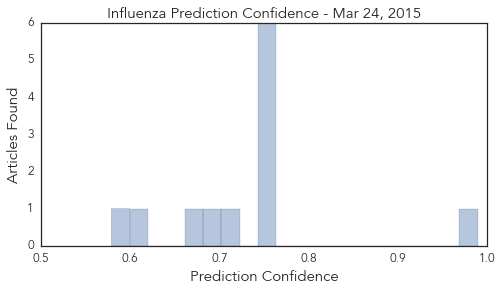 Influenza Prediction Confidence - Mar 24, 2015
Articles Found
6
5
4
3
2
1
0
0.5 0.6 0.7 0.8 0.9 1.0
Prediction Confidence